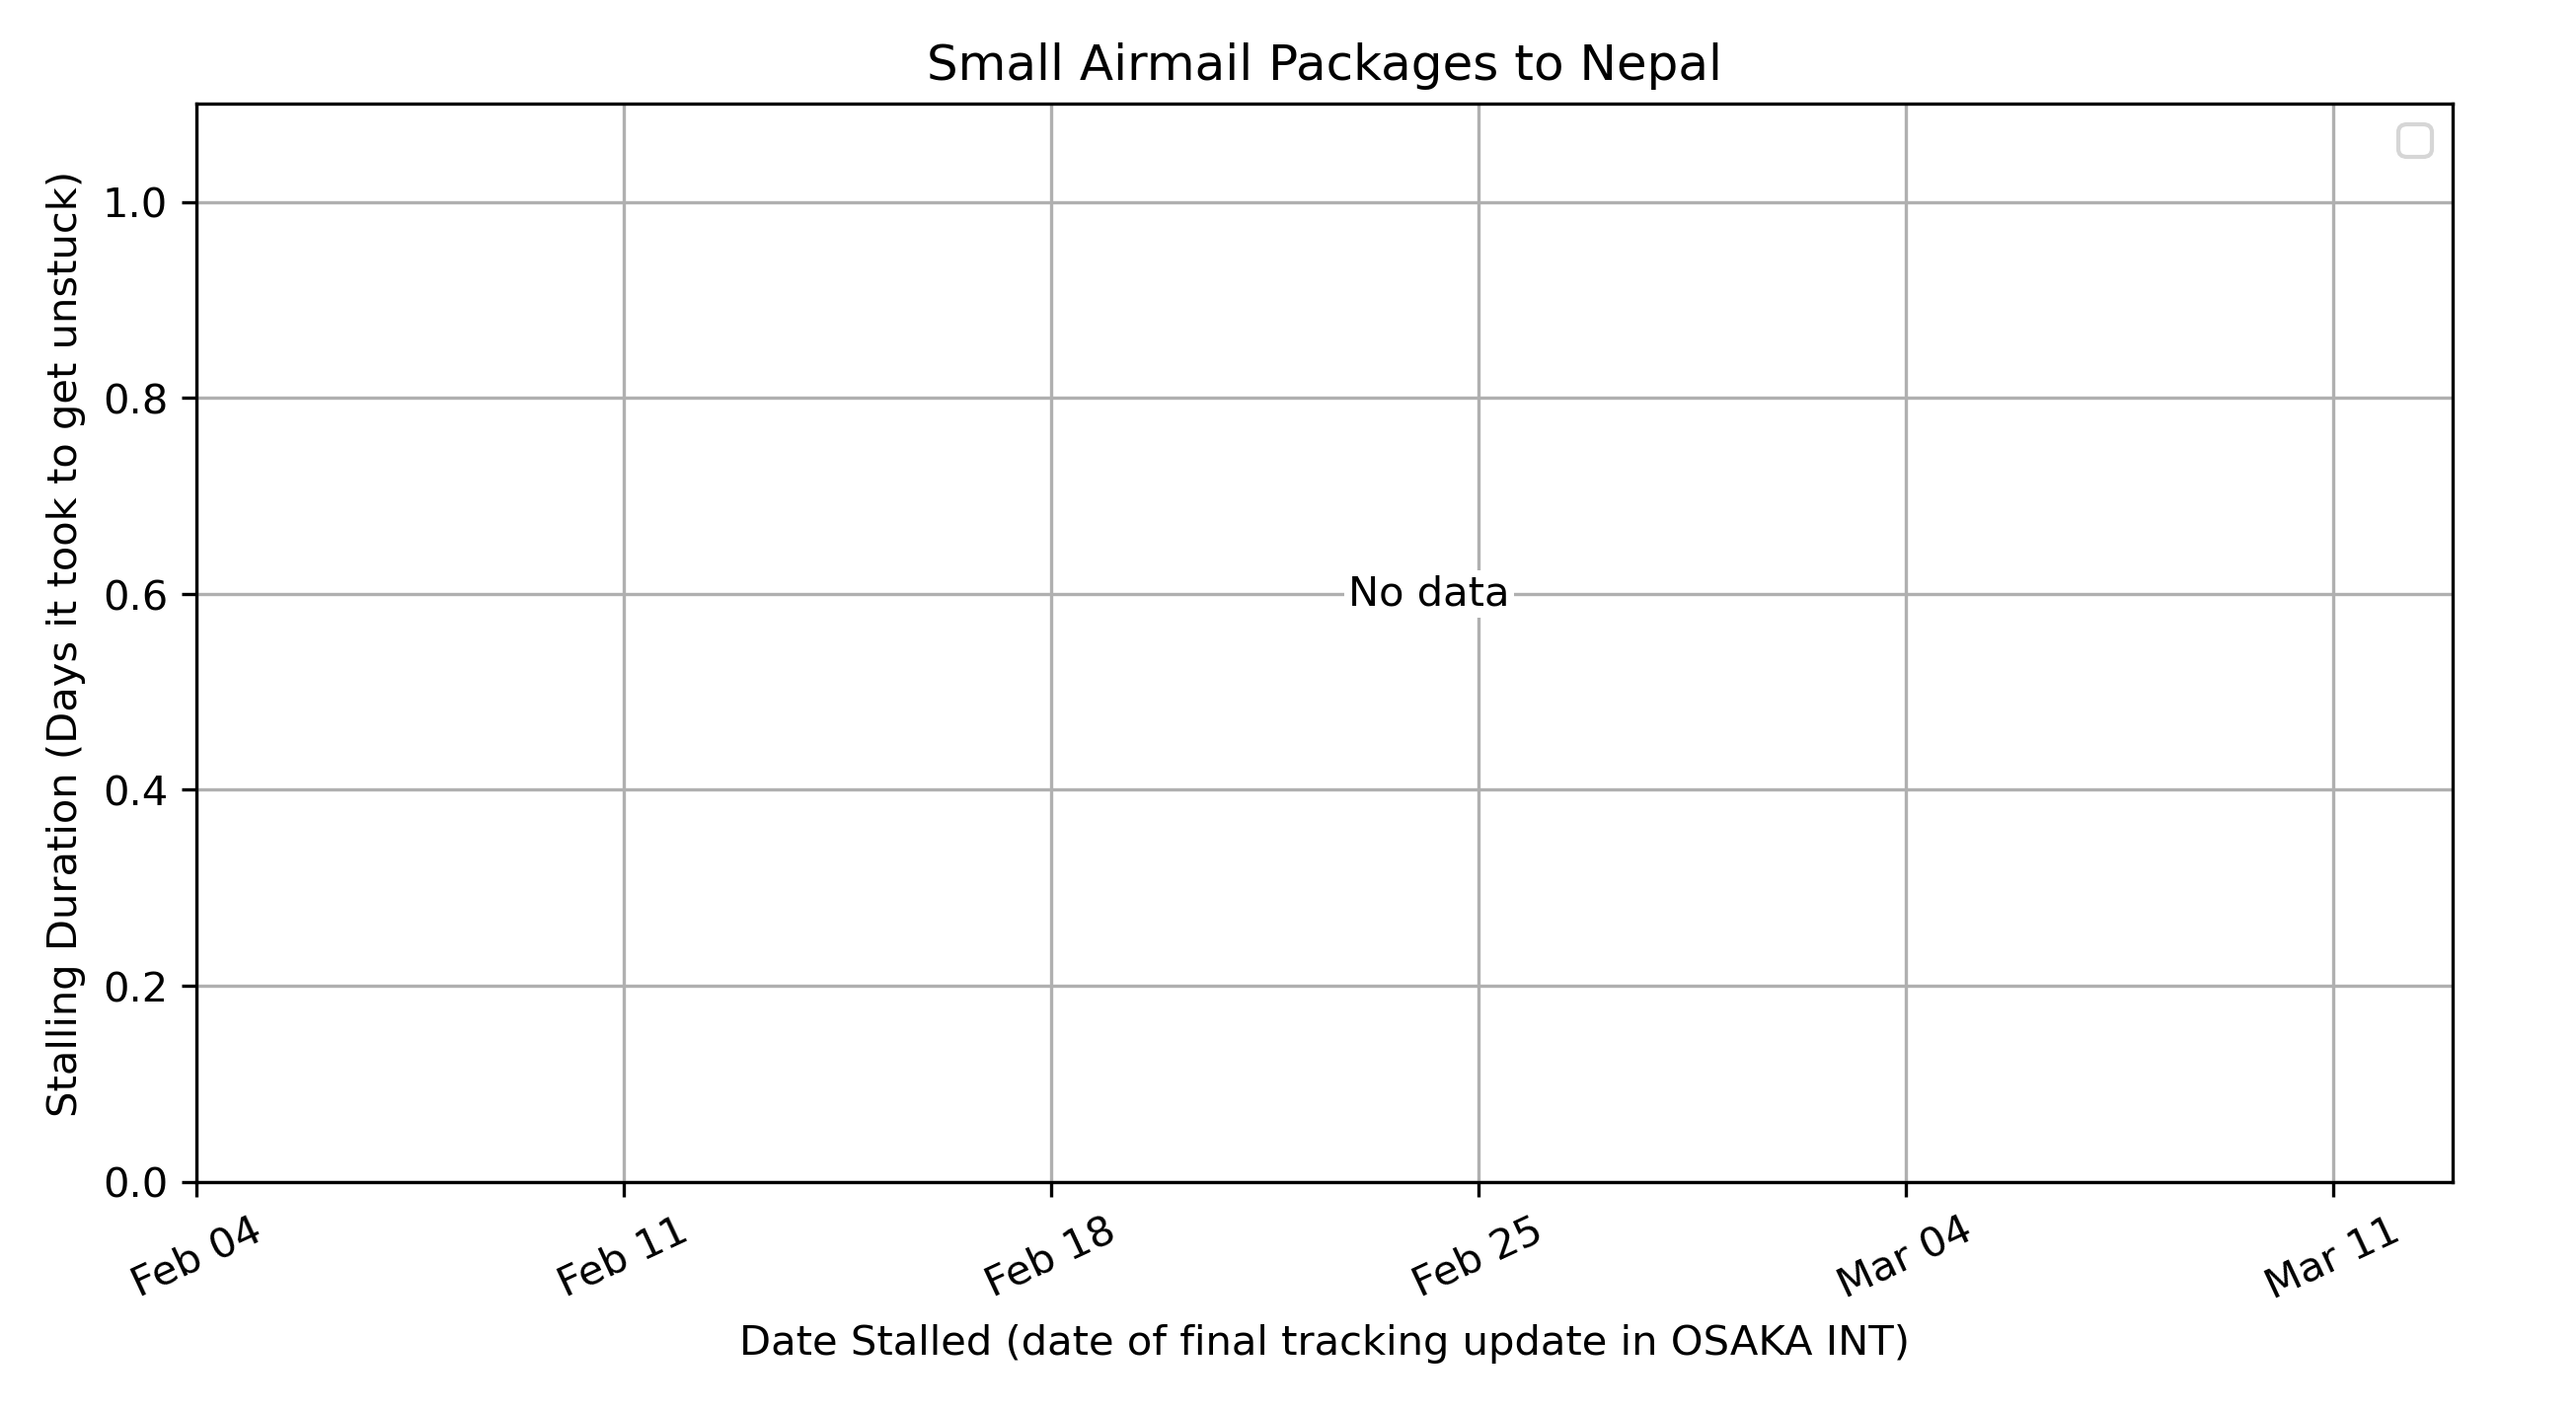 Small Airmail Packages to Nepal
Stalling Duration (Days it took to get unstuck)
1.0
0.8
0.6
0.4
0.2
0.0
No data
Feb 04
Feb 11
Feb 18
Feb 25
Mar 04
Mar 11
Date Stalled (date of final tracking update in OSAKA INT)